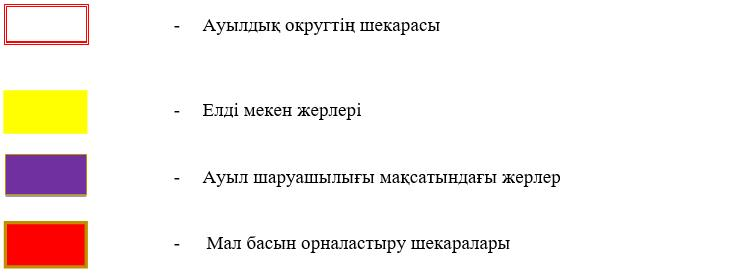 - Ауылдық округтің шекарасы
- Елді мекен жерлері
- Ауыл шаруашылығы мақсатындағы жерлер
- Мал басын орналастыру шекаралары